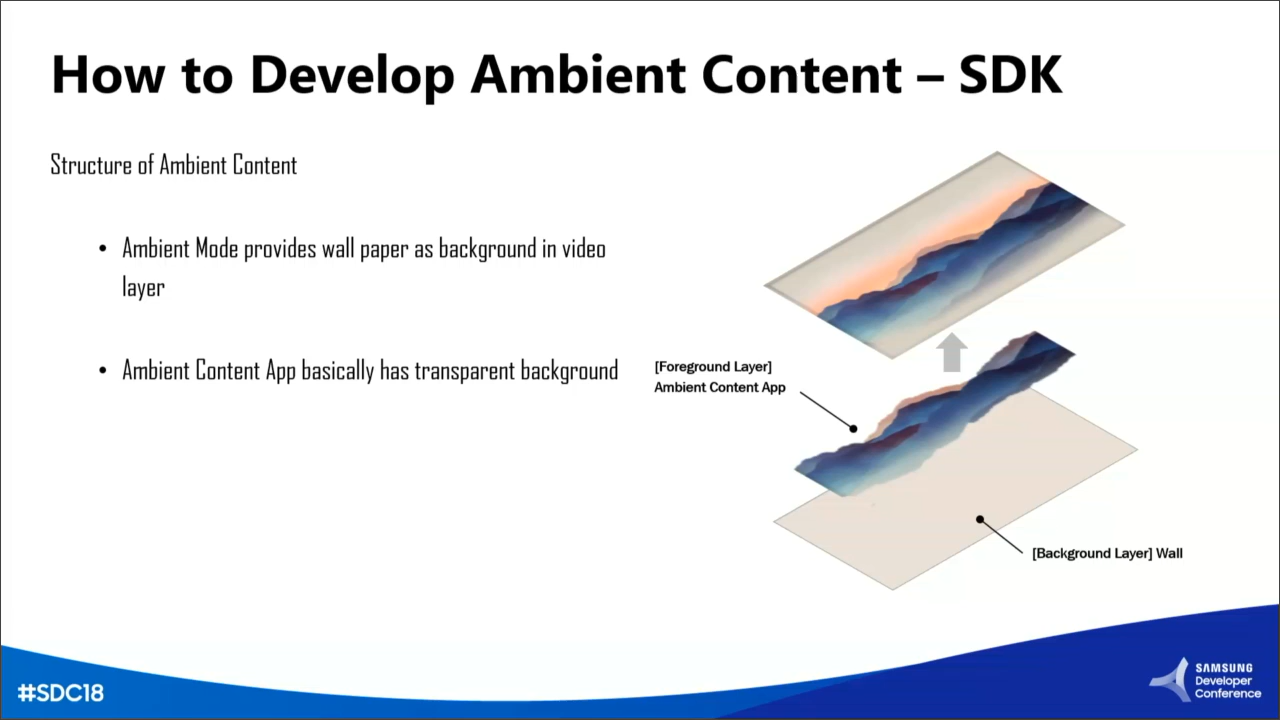 How to Develop Ambient Content – SDK
Structure of Ambient Content
• Ambient Mode provides wall paper as background in video
layer
• Ambient Content App basically has transparent background
[Foreground Layer]
Ambient Content App
[Background Layer] Wall
#SDC18
SAMSUNG
Developer
Conference